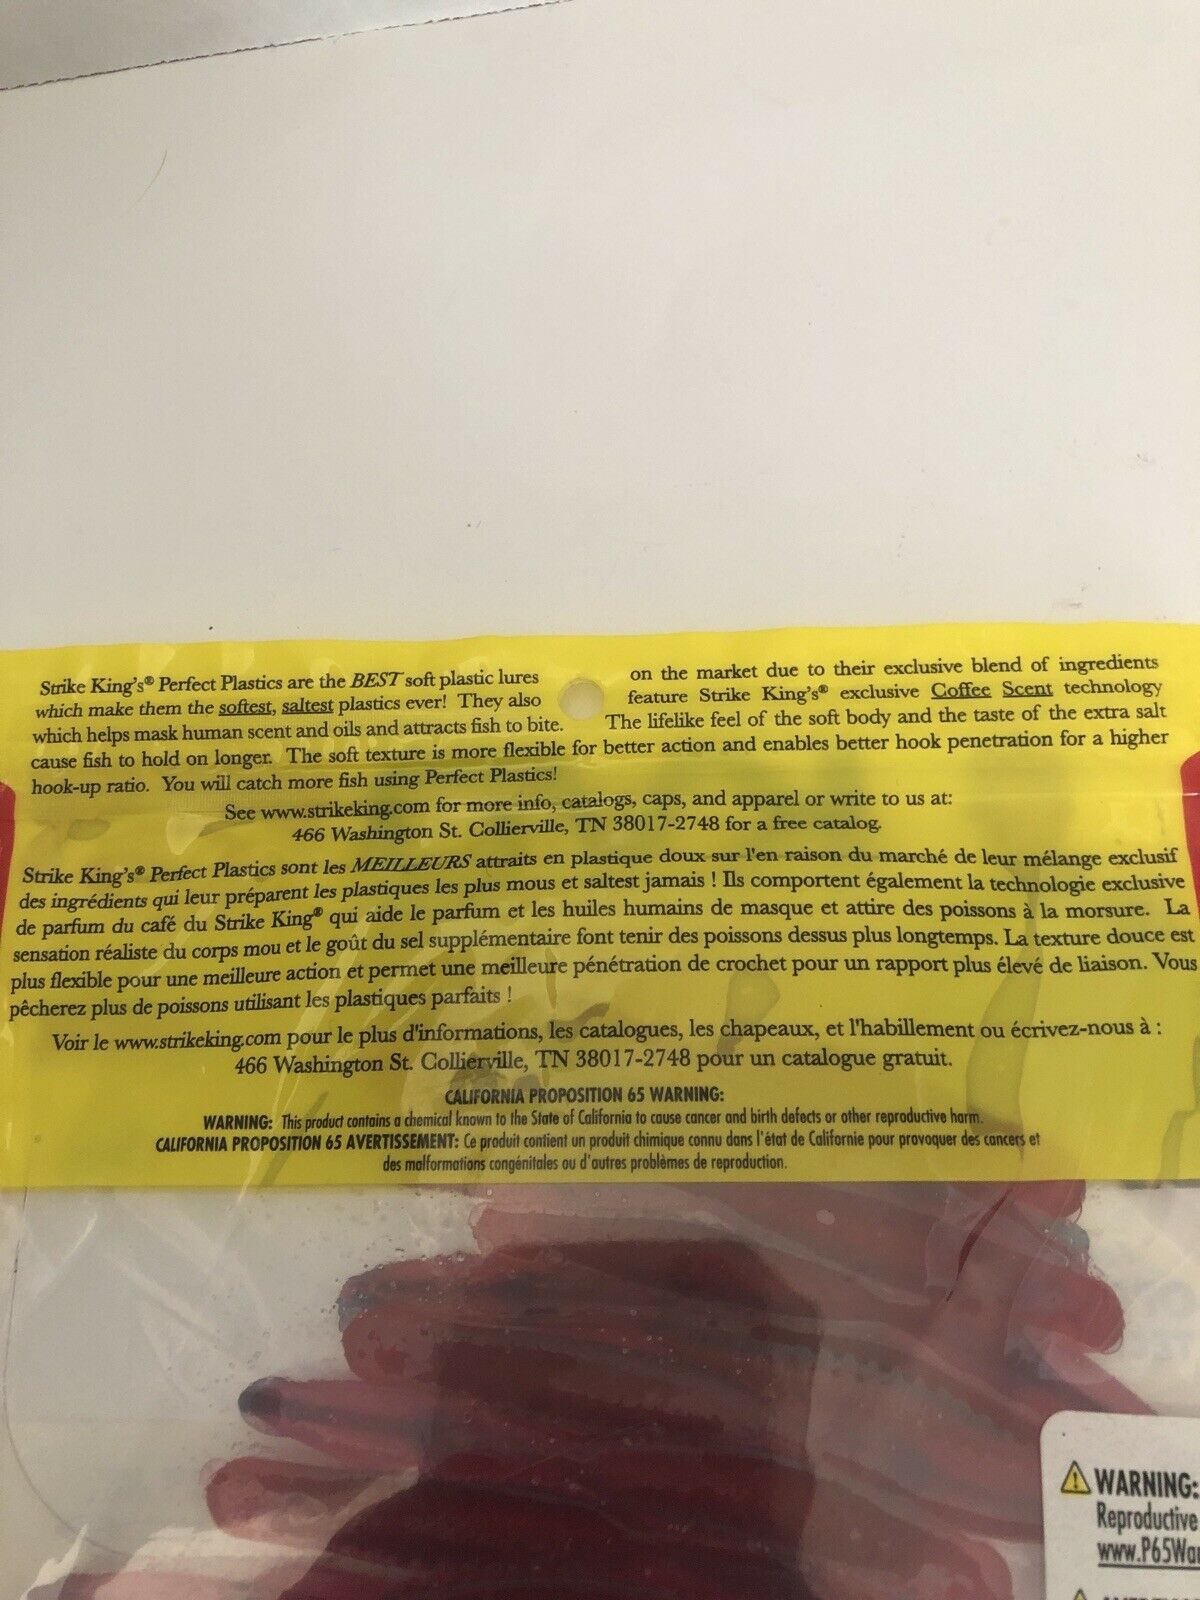 Strike King's® Perfect Plastics are the BEST soft plastic lures on the market due to their exclusive blend of ingredients
which make them the softest, saltest plastics ever! They also feature Strike King's® exclusive Coffee Scent technology
which helps mask human scent and oils and attracts fish to bite. The lifelike feel of the soft body and the taste of the extra salt
cause fish to hold on longer. The soft texture is more flexible for better action and enables better hook penetration for a higher
hook-up ratio. You will catch more fish using Perfect Plastics!
See www.strikeking.com for more info, catalogs, caps, and apparel or write to us at:
466 Washington St. Collierville, TN 38017-2748 for a free catalog.
Strike King's® Perfect Plastics sont les MEILLEURS attraits en plastique doux sur l'en raison du marché de leur mélange exclusif
des ingrédients qui leur préparent les plastiques les plus mous et saltest jamais ! Ils comportent également la technologie exclusive
de parfum du café du Strike King® qui aide le parfum et les huiles humains de masque et attire des poissons à la morsure. La
sensation réaliste du corps mou et le goût du sel supplémentaire font tenir des poissons dessus plus longtemps. La texture douce est
plus flexible pour une meilleure action et permet une meilleure pénétration de crochet pour un rapport plus élevé de liaison. Vous
pêcherez plus de poissons utilisant les plastiques parfaits !
Voir le www.strikeking.com pour le plus d'informations, les catalogues, les chapeaux, et l'habillement ou écrivez-nous à :
466 Washington St. Collierville, TN 38017-2748 pour un catalogue gratuit.
CALIFORNIA PROPOSITION 65 WARNING:
WARNING: This product contains a chemical known to the State of California to cause cancer and birth defects or other reproductive harm.
CALIFORNIA PROPOSITION 65 AVERTISSEMENT: Ce produit contient un produit chimique connu dans l'état de Californie pour provoquer des cancers et
des malformations congénitales ou d'autres problèmes de reproduction.
WARNING:
Reproductive
www.P65Wa